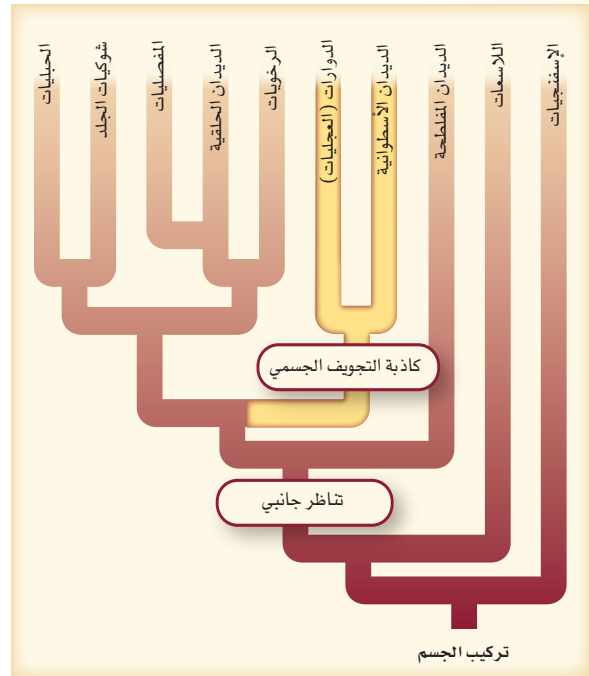 الإسفنجيات
اللاسعات
الديدان المفلطحة
الديدان الأسطوانية
الدوارات (العجليات)
الرخويات
الديدان الحلقية
المفصليات
شوكيات الجلد
الحبليات
كاذبة التجويف الجسمي
تناظر جانبي
تركيب الجسم